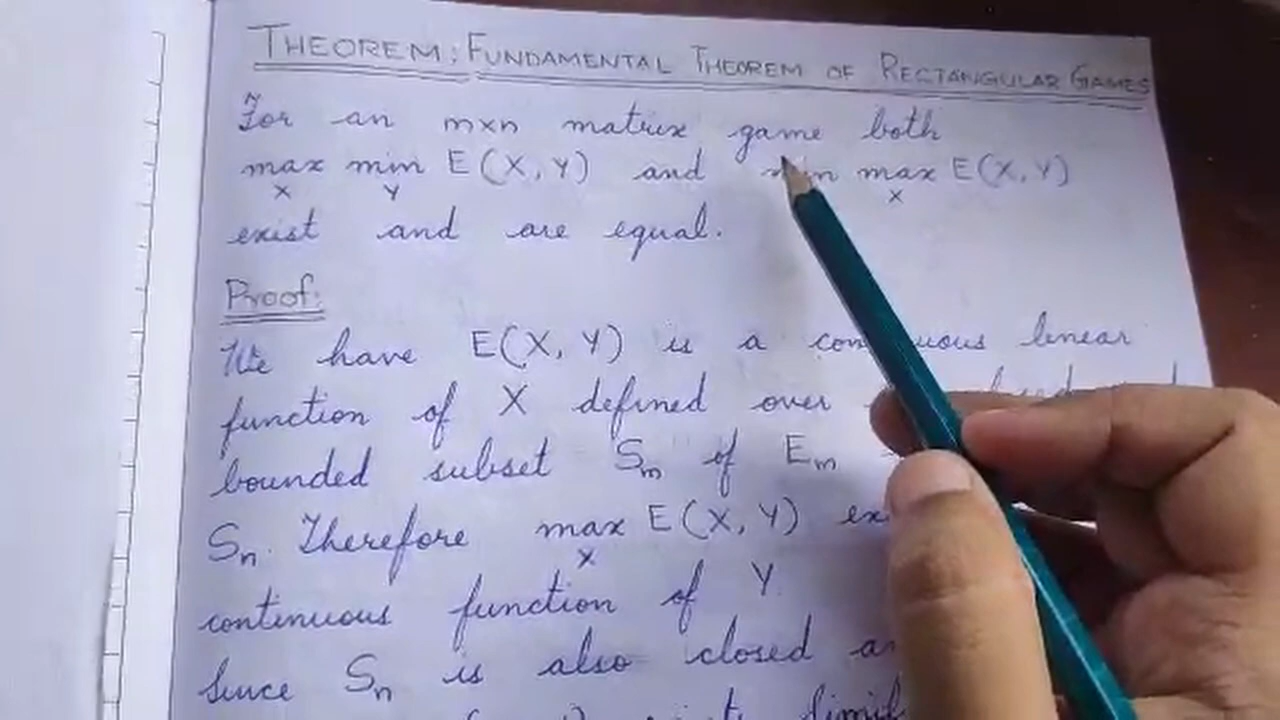 THEOREM: FUNDAMENTAL THEOREM OF RECTANGULAR GAMES
For an m×n matrix game both
max min E(X, Y) and min max E(X, Y)
X Y X
exist and are equal.
Proof:
We have E(X, Y) is a continuous linear
function of X defined over
bounded subset Sm of Em
Sn. Therefore max E(X, Y)
X
continuous function of Y
Since Sn is also closed